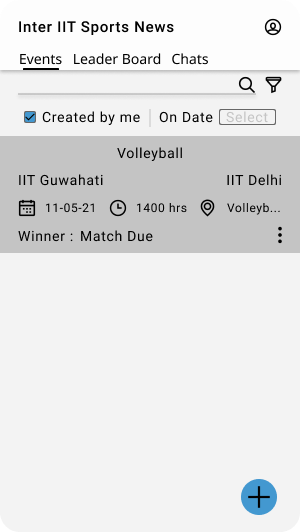 Inter IIT Sports News
Events Leader Board Chats
Created by me On Date Select
Volleyball
IIT Guwahati IIT Delhi
11-05-21 1400 hrs Volleyb...
Winner : Match Due